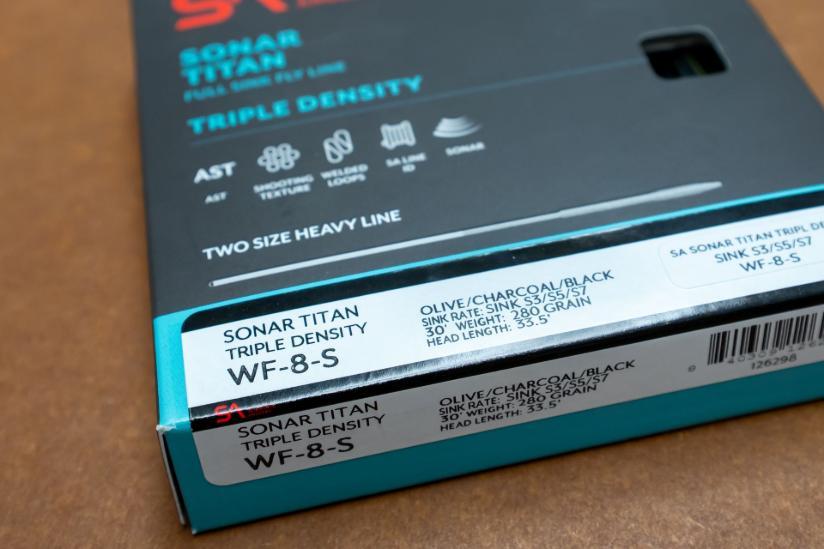 SA
SONAR
TITAN
FULL SINK FLY LINE
TRIPLE DENSITY
AST
AST
SHOOTING
TEXTURE
WELDED
LOOPS
SA LINE
ID
SONAR
TWO SIZE HEAVY LINE
SONAR TITAN
TRIPLE DENSITY
WF-8-S
OLIVE/CHARCOAL/BLACK
SINK RATE: SINK S3/S5/S7
30' WEIGHT: 280 GRAIN
HEAD LENGTH: 33.5'
SA SONAR TITAN TRIPL DE
SINK S3/S5/S7
WF-8-S
SA
SONAR TITAN
TRIPLE DENSITY
WF-8-S
OLIVE/CHARCOAL/BLACK
SINK RATE: SINK S3/S5/S7
30' WEIGHT: 280 GRAIN
HEAD LENGTH: 33.5'
126298